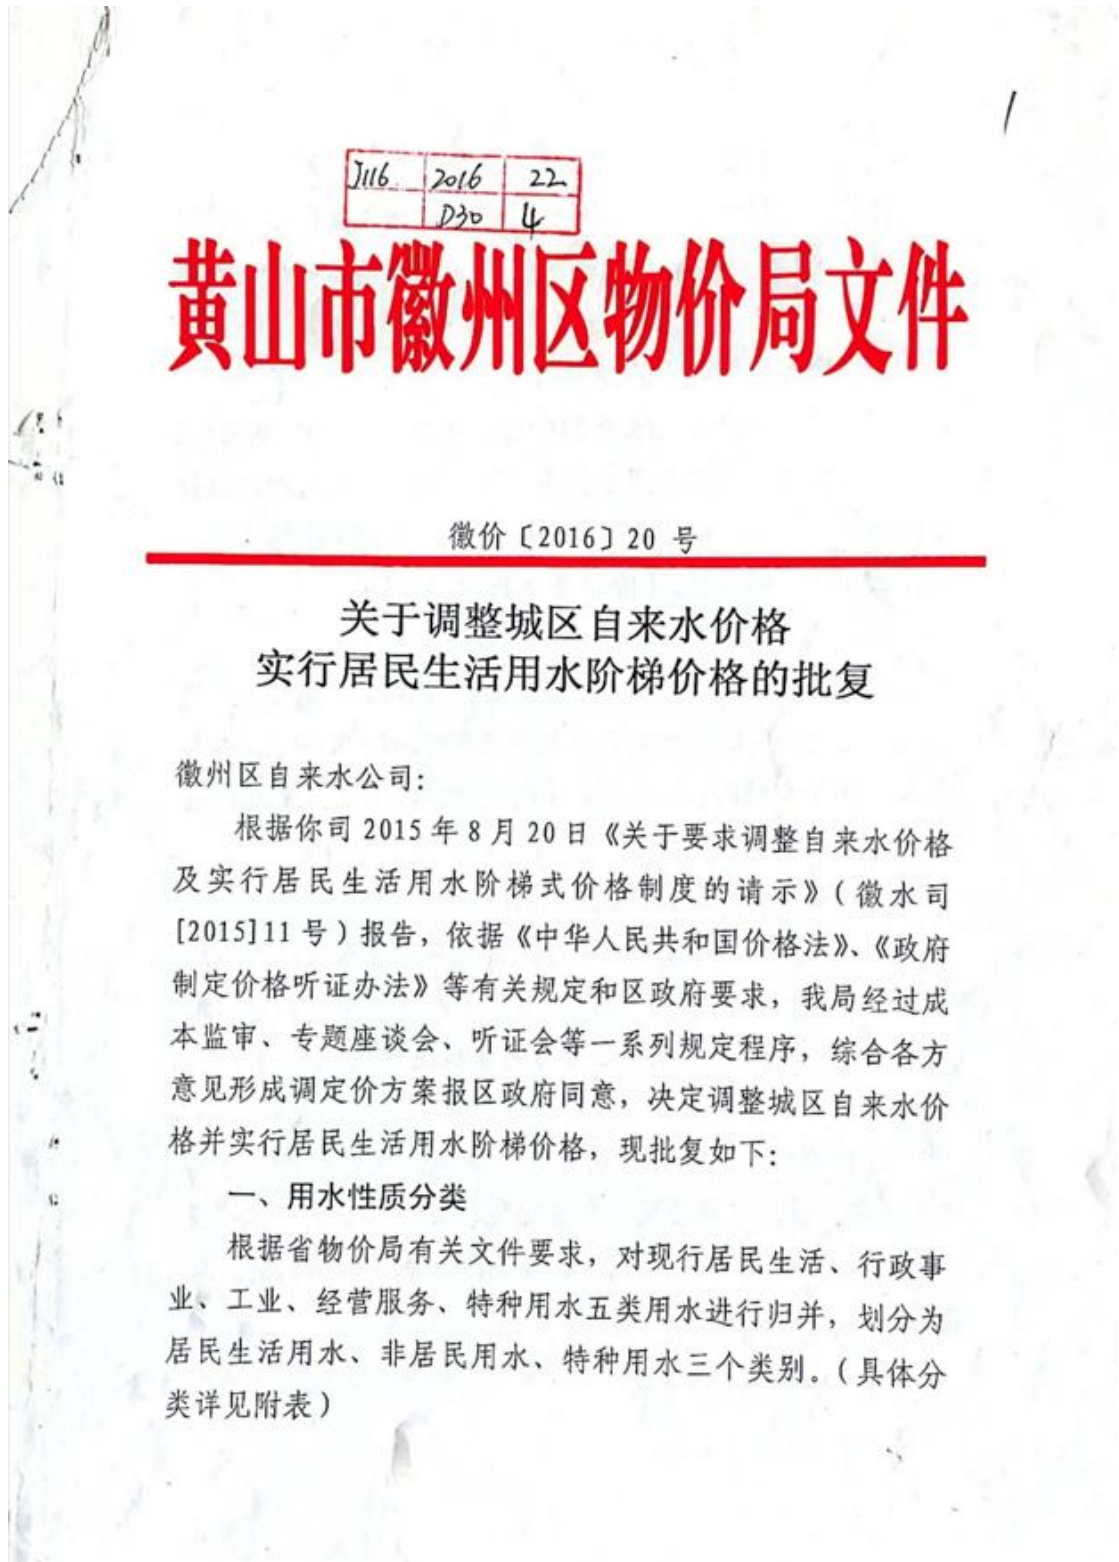 1
J116 2016 22
D30 4
黄山市徽州区物价局文件
徽价〔2016〕20 号
关于调整城区自来水价格
实行居民生活用水阶梯价格的批复
徽州区自来水公司：
根据你司 2015 年 8 月 20 日《关于要求调整自来水价格
及实行居民生活用水阶梯式价格制度的请示》（徽水司
[2015]11 号）报告，依据《中华人民共和国价格法》、《政府
制定价格听证办法》等有关规定和区政府要求，我局经过成
本监审、专题座谈会、听证会等一系列规定程序，综合各方
意见形成调定价方案报区政府同意，决定调整城区自来水价
格并实行居民生活用水阶梯价格，现批复如下：
一、用水性质分类
根据省物价局有关文件要求，对现行居民生活、行政事
业、工业、经营服务、特种用水五类用水进行归并，划分为
居民生活用水、非居民用水、特种用水三个类别。（具体分
类详见附表）